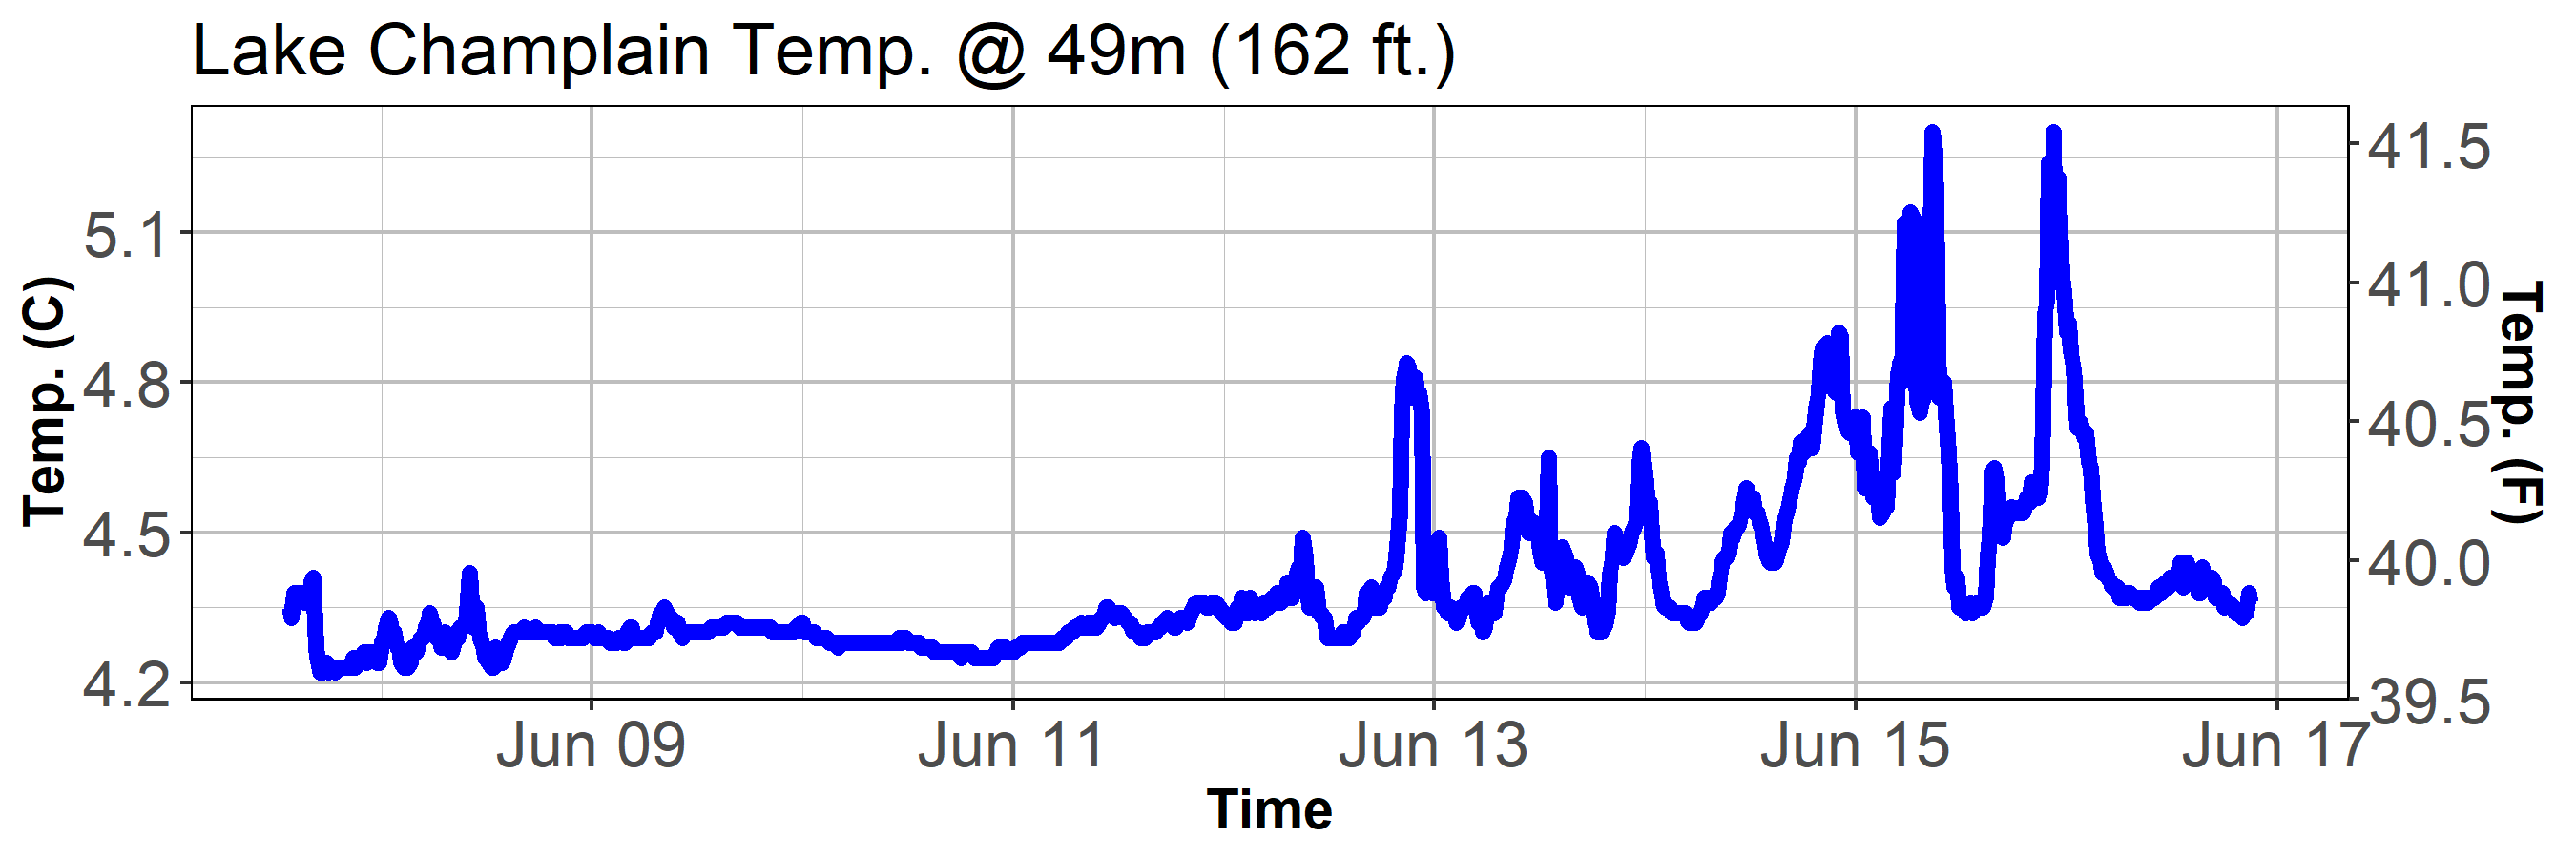 Lake Champlain Temp. @ 49m (162 ft.)
Temp. (C)
5.1
4.8
4.5
4.2
41.5
41.0
40.5
40.0
39.5
Temp. (F)
Jun 09
Jun 11
Jun 13
Jun 15
Jun 17
Time